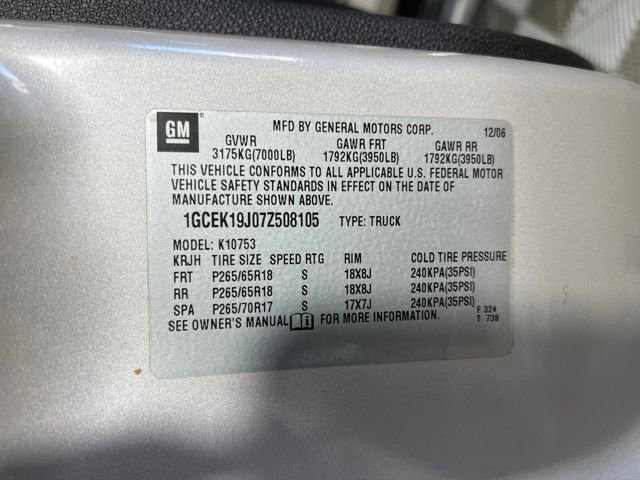 GM ® MFD BY GENERAL MOTORS CORP. 12/06
GVWR GAWR FRT GAWR RR
3175KG(7000LB) 1792KG(3950LB) 1792KG(3950LB)
THIS VEHICLE CONFORMS TO ALL APPLICABLE U.S. FEDERAL MOTOR
VEHICLE SAFETY STANDARDS IN EFFECT ON THE DATE OF
MANUFACTURE SHOWN ABOVE.
1GCEK19J07Z508105 TYPE: TRUCK
MODEL: K10753
KRJH TIRE SIZE SPEED RTG RIM COLD TIRE PRESSURE
FRT P265/65R18 S 18X8J 240KPA(35PSI)
RR P265/65R18 S 18X8J 240KPA(35PSI)
SPA P265/70R17 S 17X7J 240KPA(35PSI)
SEE OWNER'S MANUAL i FOR MORE INFORMATION. F 324
T 738